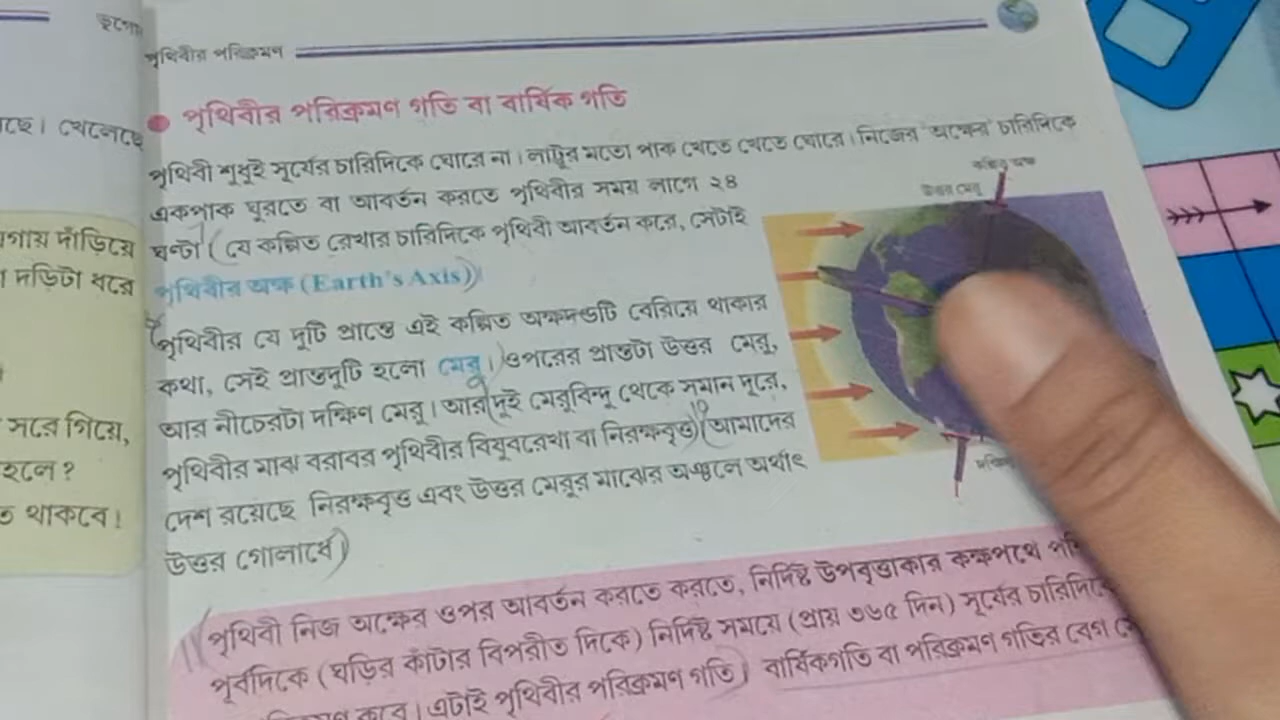 পৃথিবীর পরিক্রমণ
ছে। খেলেছে
গায় দাঁড়িয়ে
দড়িটা ধরে
সরে গিয়ে,
হলে?
ত থাকবে।
● পৃথিবীর পরিক্রমণ গতি বা বার্ষিক গতি
পৃথিবী শুধুই সূর্যের চারিদিকে ঘোরে না। লাট্টুর মতো পাক খেতে খেতে ঘোরে। নিজের 'অক্ষের' চারিদিকে
একপাক ঘুরতে বা আবর্তন করতে পৃথিবীর সময় লাগে ২৪
ঘণ্টা (যে কল্পিত রেখার চারিদিকে পৃথিবী আবর্তন করে, সেটাই
পৃথিবীর অক্ষ (Earth's Axis))
পৃথিবীর যে দুটি প্রান্তে এই কল্পিত অক্ষদণ্ডটি বেরিয়ে থাকার
কথা, সেই প্রান্তদুটি হলো মেরু। ওপরের প্রান্তটা উত্তর মেরু,
আর নীচেরটা দক্ষিণ মেরু। আর দুই মেরুবিন্দু থেকে সমান দূরে,
পৃথিবীর মাঝ বরাবর পৃথিবীর বিষুবরেখা বা নিরক্ষবৃত্ত। (আমাদের
দেশ রয়েছে নিরক্ষবৃত্ত এবং উত্তর মেরুর মাঝের অঞ্চলে অর্থাৎ
উত্তর গোলার্ধে)
কল্পিত অক্ষ
উত্তর মেরু
(পৃথিবী নিজ অক্ষের ওপর আবর্তন করতে করতে, নির্দিষ্ট উপবৃত্তাকার কক্ষপথে
পূর্বদিকে (ঘড়ির কাঁটার বিপরীত দিকে) নির্দিষ্ট সময়ে (প্রায় ৩৬৫ দিন) সূর্যের চারিদিকে
করে। এটাই পৃথিবীর পরিক্রমণ গতি) বার্ষিকগতি বা পরিক্রমণ গতির বেগ